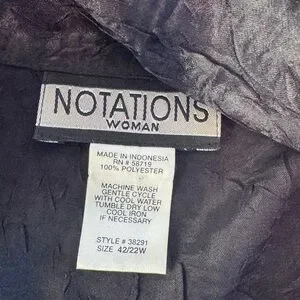 NOTATIONS
WOMAN
MADE IN INDONESIA
RN # 58719
100% POLYESTER
MACHINE WASH
GENTLE CYCLE
WITH COOL WATER
TUMBLE DRY LOW
COOL IRON
IF NECESSARY
STYLE # 38291
SIZE 42/22W